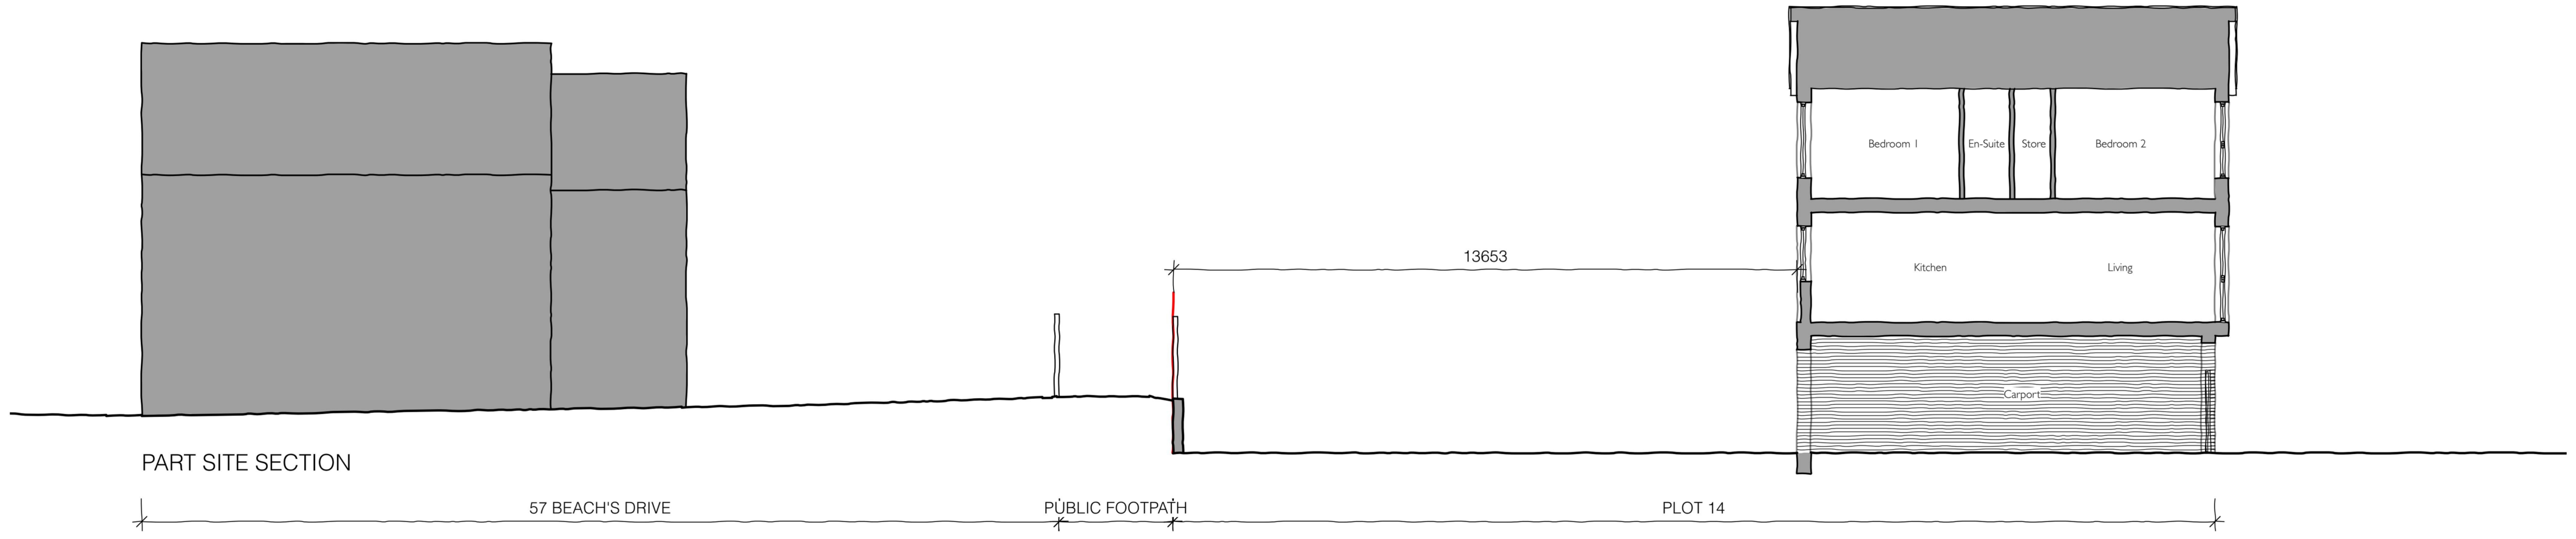 Bedroom 1
En-Suite
Store
Bedroom 2
13653
Kitchen
Living
Carport
PART SITE SECTION
57 BEACH'S DRIVE
PUBLIC FOOTPATH
PLOT 14